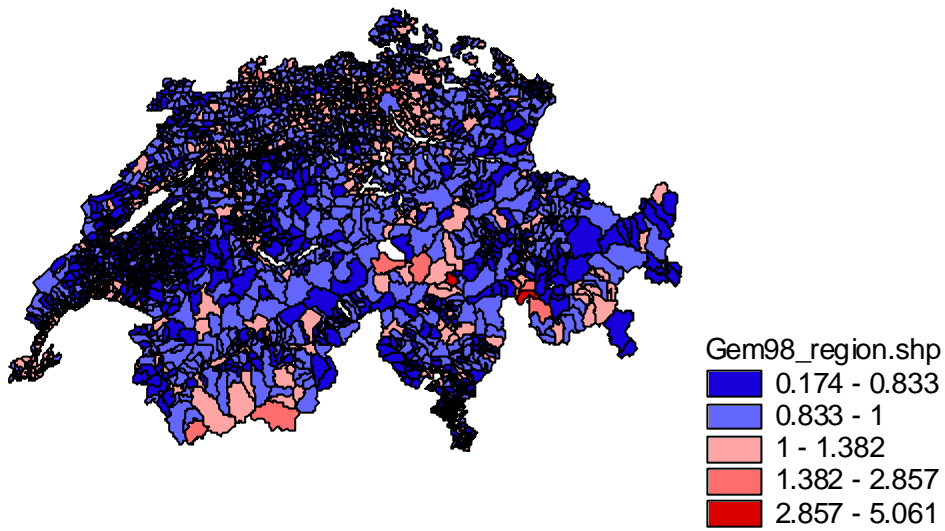 Gem98_region.shp
0.174 - 0.833
0.833 - 1
1 - 1.382
1.382 - 2.857
2.857 - 5.061